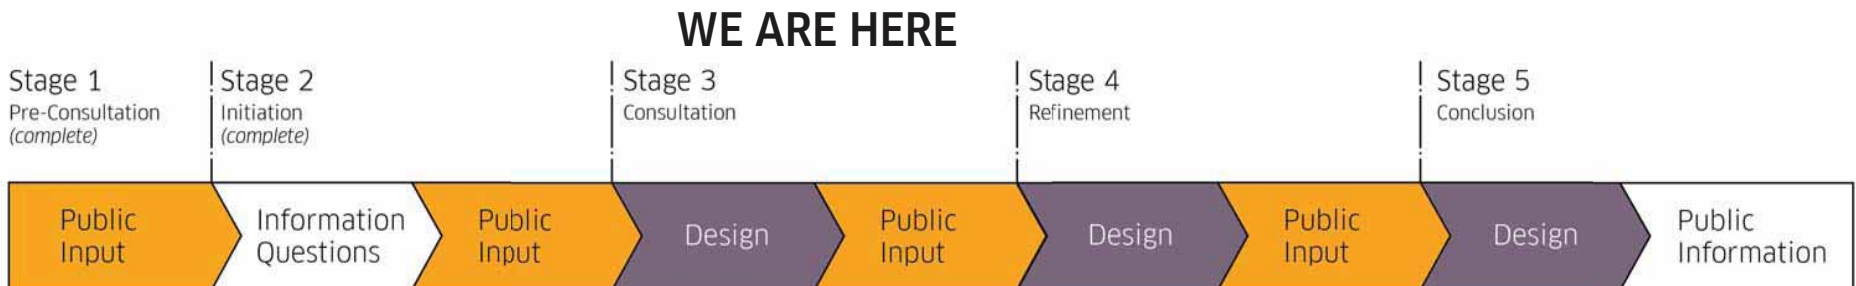 WE ARE HERE
Stage 1
Pre-Consultation
(complete)
Stage 2
Initiation
(complete)
Stage 3
Consultation
Stage 4
Refinement
Stage 5
Conclusion
Public
Input
Information
Questions
Public
Input
Design
Public
Input
Design
Public
Input
Design
Public
Information